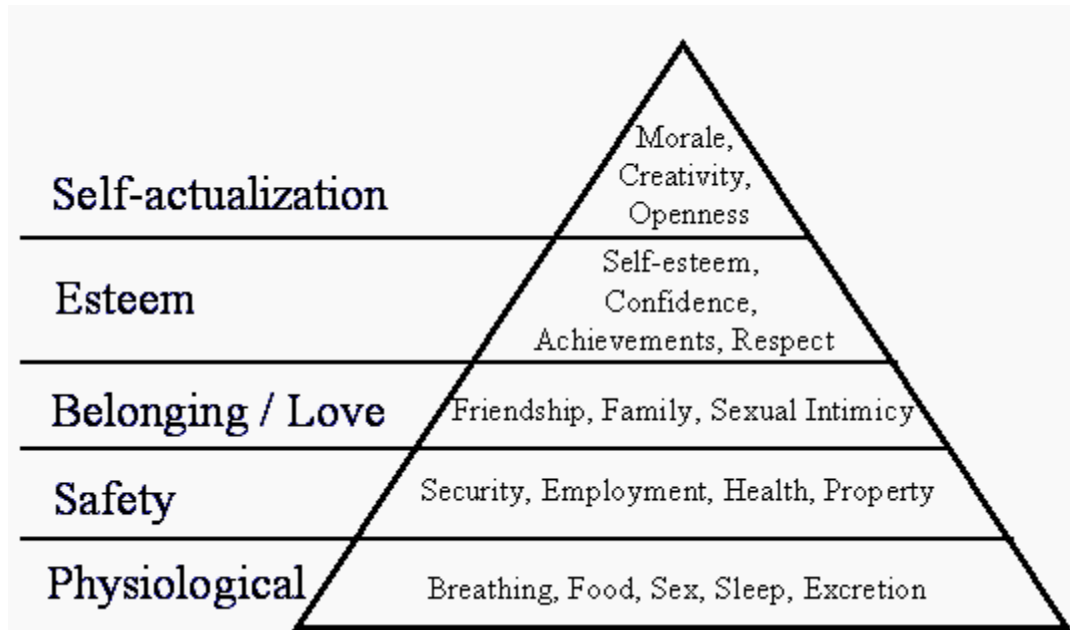 Morale,
Creativity,
Openness
Self-actualization
Self-esteem,
Confidence,
Achievements, Respect
Esteem
Belonging / Love
Friendship, Family, Sexual Intimicy
Safety
Security, Employment, Health, Property
Physiological
Breathing, Food, Sex, Sleep, Excretion